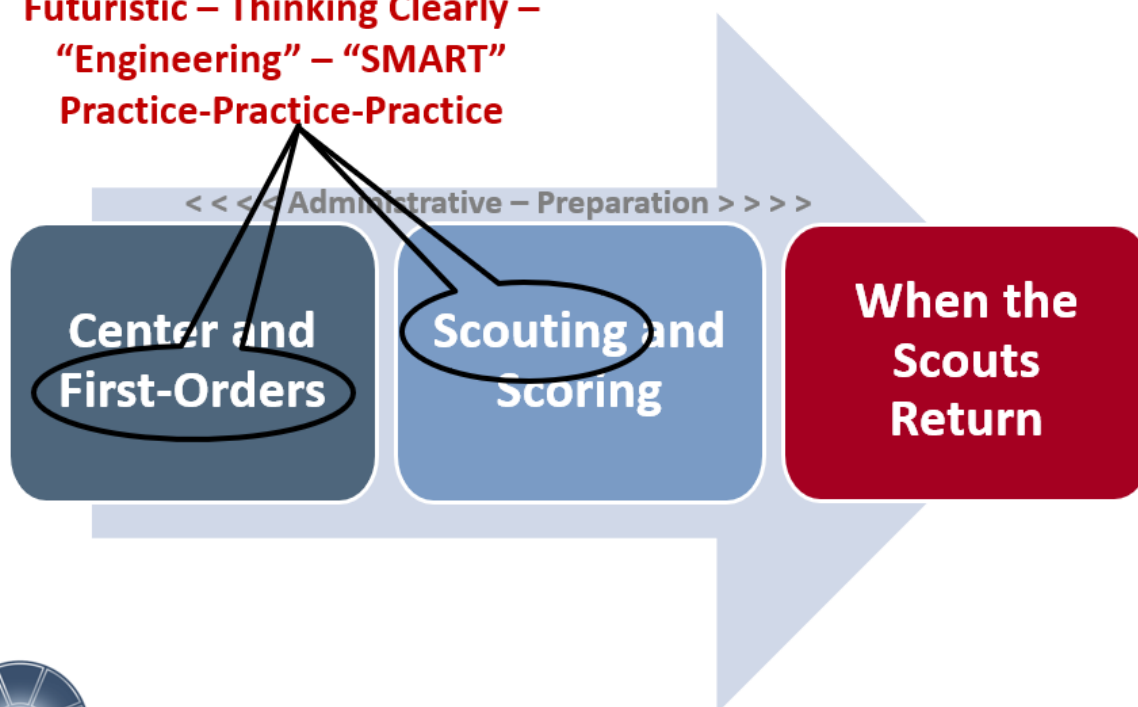 Futuristic – Thinking Clearly –
“Engineering” – “SMART”
Practice-Practice-Practice
< < < < Administrative – Preparation > > > >
Center and
First-Orders
Scouting and
Scoring
When the
Scouts
Return